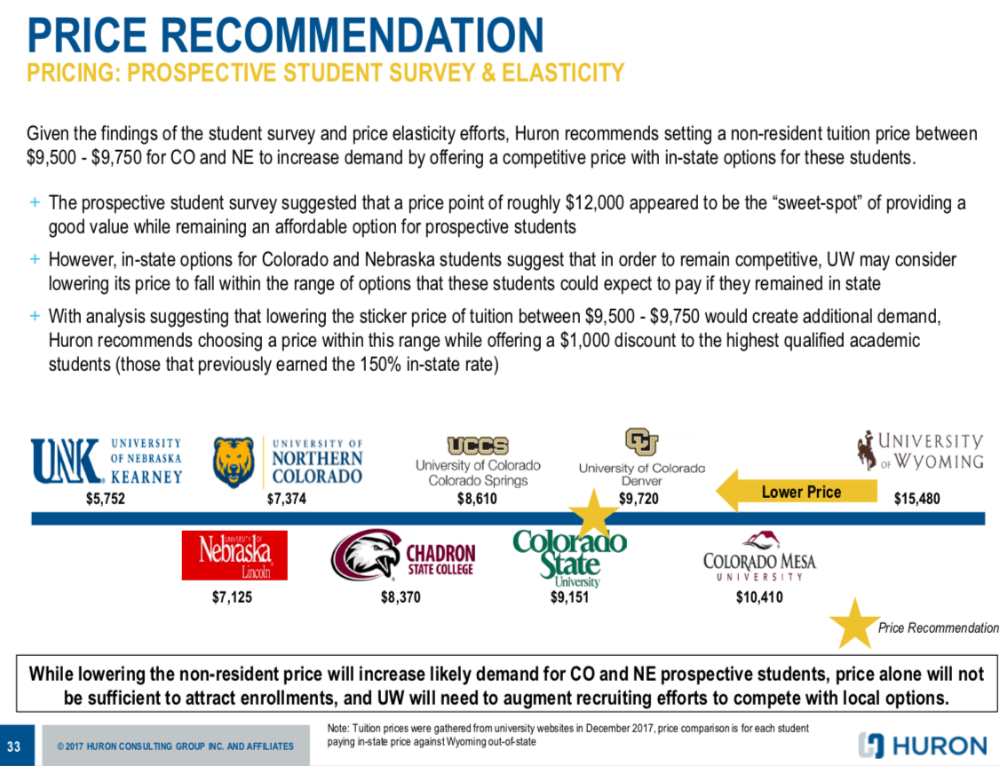 PRICE RECOMMENDATION
PRICING: PROSPECTIVE STUDENT SURVEY & ELASTICITY
Given the findings of the student survey and price elasticity efforts, Huron recommends setting a non-resident tuition price between
$9,500 - $9,750 for CO and NE to increase demand by offering a competitive price with in-state options for these students.
+ The prospective student survey suggested that a price point of roughly $12,000 appeared to be the “sweet-spot” of providing a
good value while remaining an affordable option for prospective students
+ However, in-state options for Colorado and Nebraska students suggest that in order to remain competitive, UW may consider
lowering its price to fall within the range of options that these students could expect to pay if they remained in state
+ With analysis suggesting that lowering the sticker price of tuition between $9,500 - $9,750 would create additional demand,
Huron recommends choosing a price within this range while offering a $1,000 discount to the highest qualified academic
students (those that previously earned the 150% in-state rate)
UNK
UNIVERSITY
OF NEBRASKA
KEARNEY
$5,752
UNIVERSITY OF
NORTHERN
COLORADO
$7,374
UCCS
University of Colorado
Colorado Springs
$8,610
CU
University of Colorado
Denver
$9,720
Lower Price
UNIVERSITY
OF WYOMING
$15,480
UNIVERSITY OF
Nebraska
Lincoln
$7,125
CHADRON
STATE COLLEGE
$8,370
Colorado
State
University
$9,151
COLORADO MESA
UNIVERSITY
$10,410
Price Recommendation
While lowering the non-resident price will increase likely demand for CO and NE prospective students, price alone will not
be sufficient to attract enrollments, and UW will need to augment recruiting efforts to compete with local options.
33
© 2017 HURON CONSULTING GROUP INC. AND AFFILIATES
Note: Tuition prices were gathered from university websites in December 2017, price comparison is for each student
paying in-state price against Wyoming out-of-state
HURON